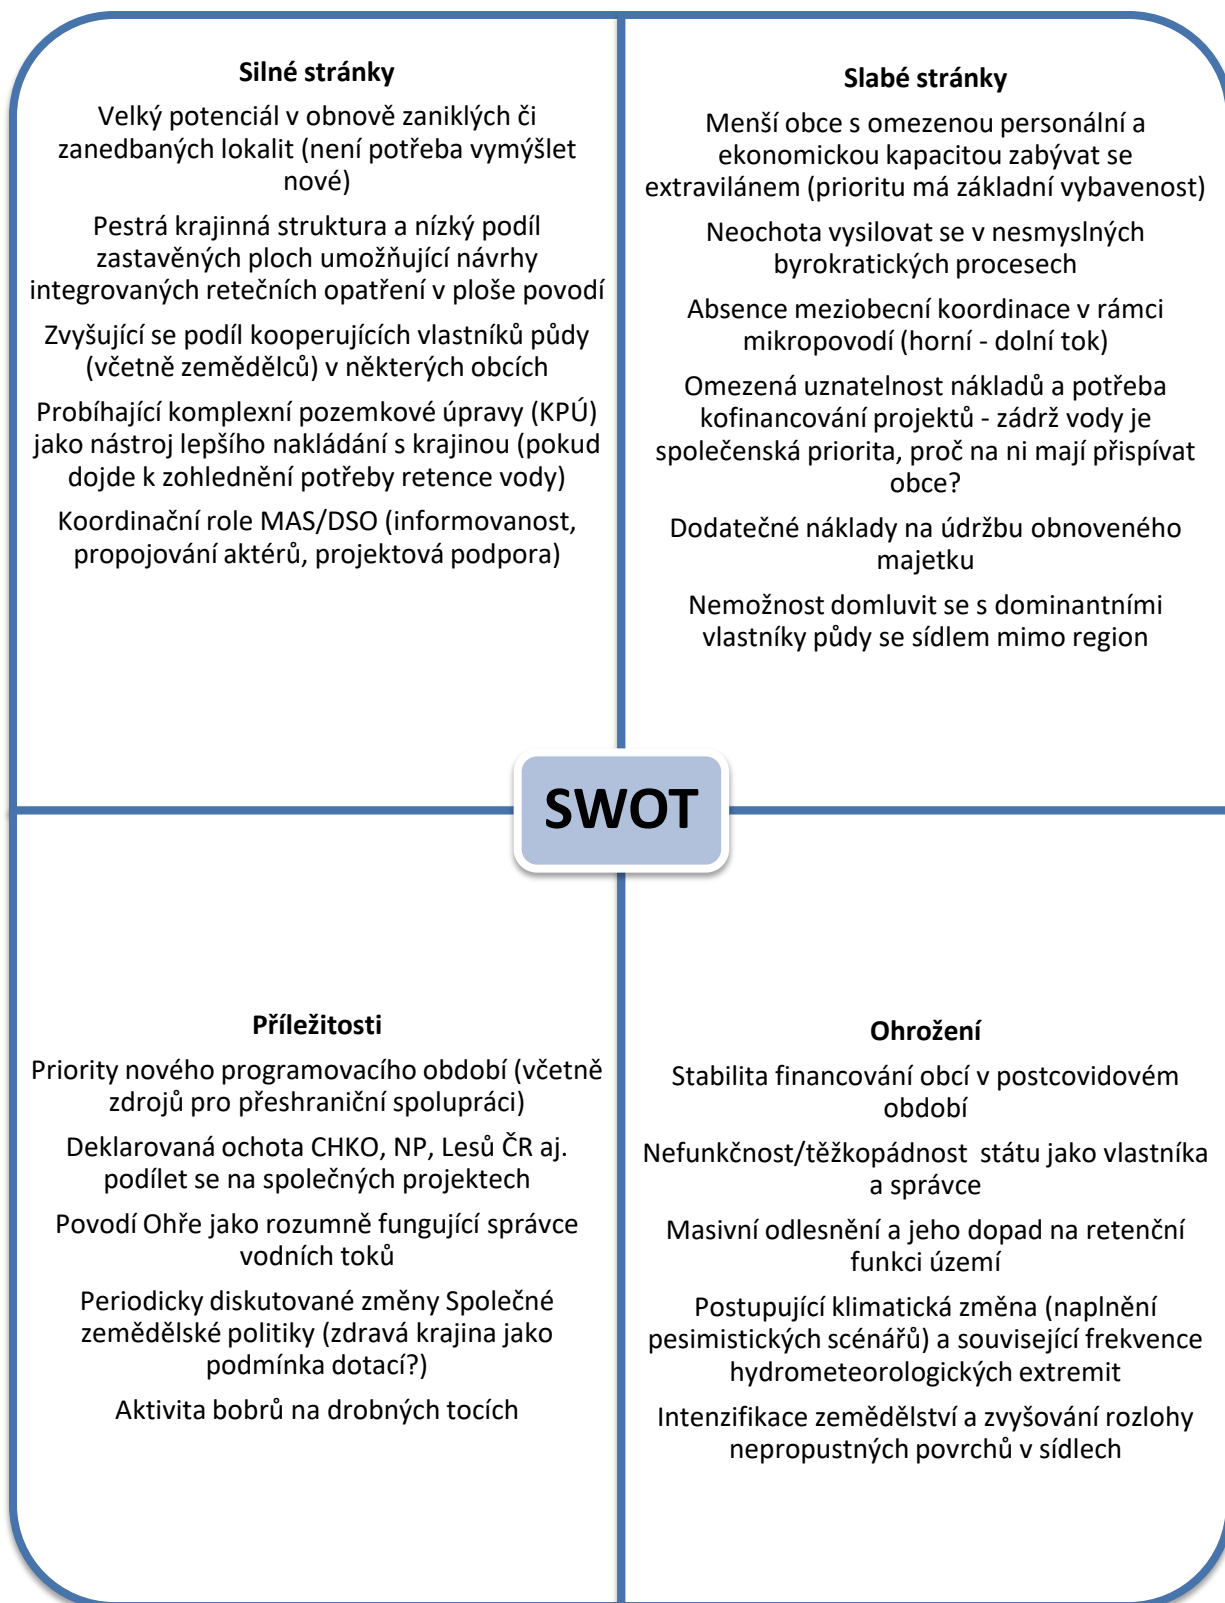 Silné stránky
Velký potenciál v obnově zaniklých či
zanedbaných lokalit (není potřeba vymýšlet
nové)
Pestrá krajinná struktura a nízký podíl
zastavěných ploch umožňující návrhy
integrovaných retečních opatření v ploše povodí
Zvyšující se podíl kooperujících vlastníků půdy
(včetně zemědělců) v některých obcích
Probíhající komplexní pozemkové úpravy (KPÚ)
jako nástroj lepšího nakládání s krajinou (pokud
dojde k zohlednění potřeby retence vody)
Koordinační role MAS/DSO (informovanost,
propojování aktérů, projektová podpora)
Slabé stránky
Menší obce s omezenou personální a
ekonomickou kapacitou zabývat se
extravilánem (prioritu má základní vybavenost)
Neochota vysilovat se v nesmyslných
byrokratických procesech
Absence meziobecní koordinace v rámci
mikropovodí (horní - dolní tok)
Omezená uznatelnost nákladů a potřeba
kofinancování projektů - zádrž vody je
společenská priorita, proč na ni mají přispívat
obce?
Dodatečné náklady na údržbu obnoveného
majetku
Nemožnost domluvit se s dominantními
vlastníky půdy se sídlem mimo region
SWOT
Příležitosti
Priority nového programovacího období (včetně
zdrojů pro přeshraniční spolupráci)
Deklarovaná ochota CHKO, NP, Lesů ČR aj.
podílet se na společných projektech
Povodí Ohře jako rozumně fungující správce
vodních toků
Periodicky diskutované změny Společné
zemědělské politiky (zdravá krajina jako
podmínka dotací?)
Aktivita bobrů na drobných tocích
Ohrožení
Stabilita financování obcí v postcovidovém
období
Nefunkčnost/těžkopádnost  státu jako vlastníka
a správce
Masivní odlesnění a jeho dopad na retenční
funkci území
Postupující klimatická změna (naplnění
pesimistických scénářů) a související frekvence
hydrometeorologických extremit
Intenzifikace zemědělství a zvyšování rozlohy
nepropustných povrchů v sídlech